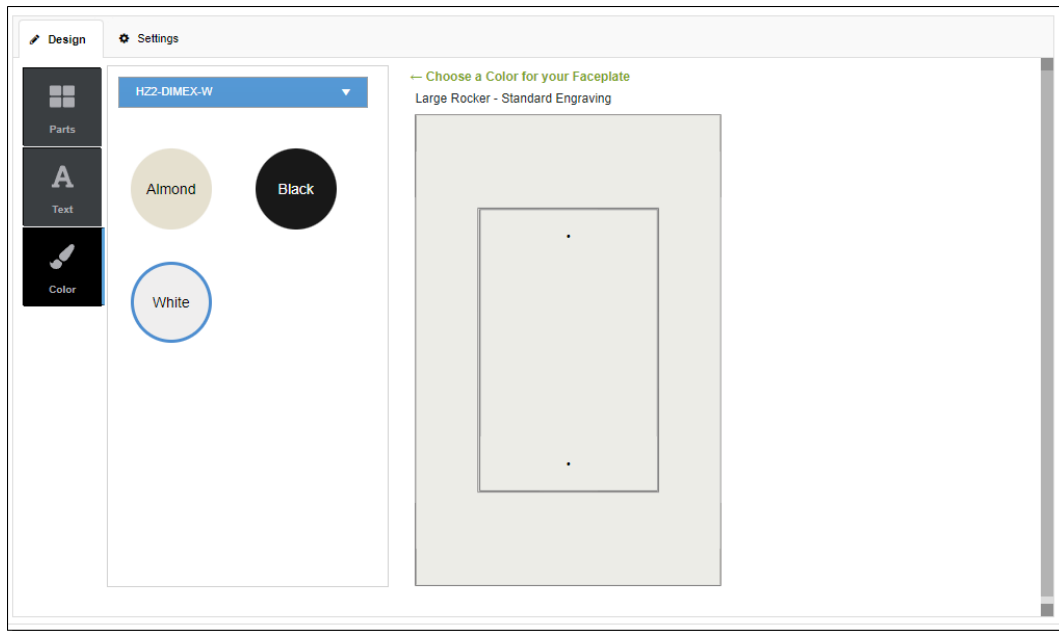 Design
Settings
Parts
Text
Color
HZ2-DIMEX-W
Almond
Black
White
← Choose a Color for your Faceplate
Large Rocker - Standard Engraving